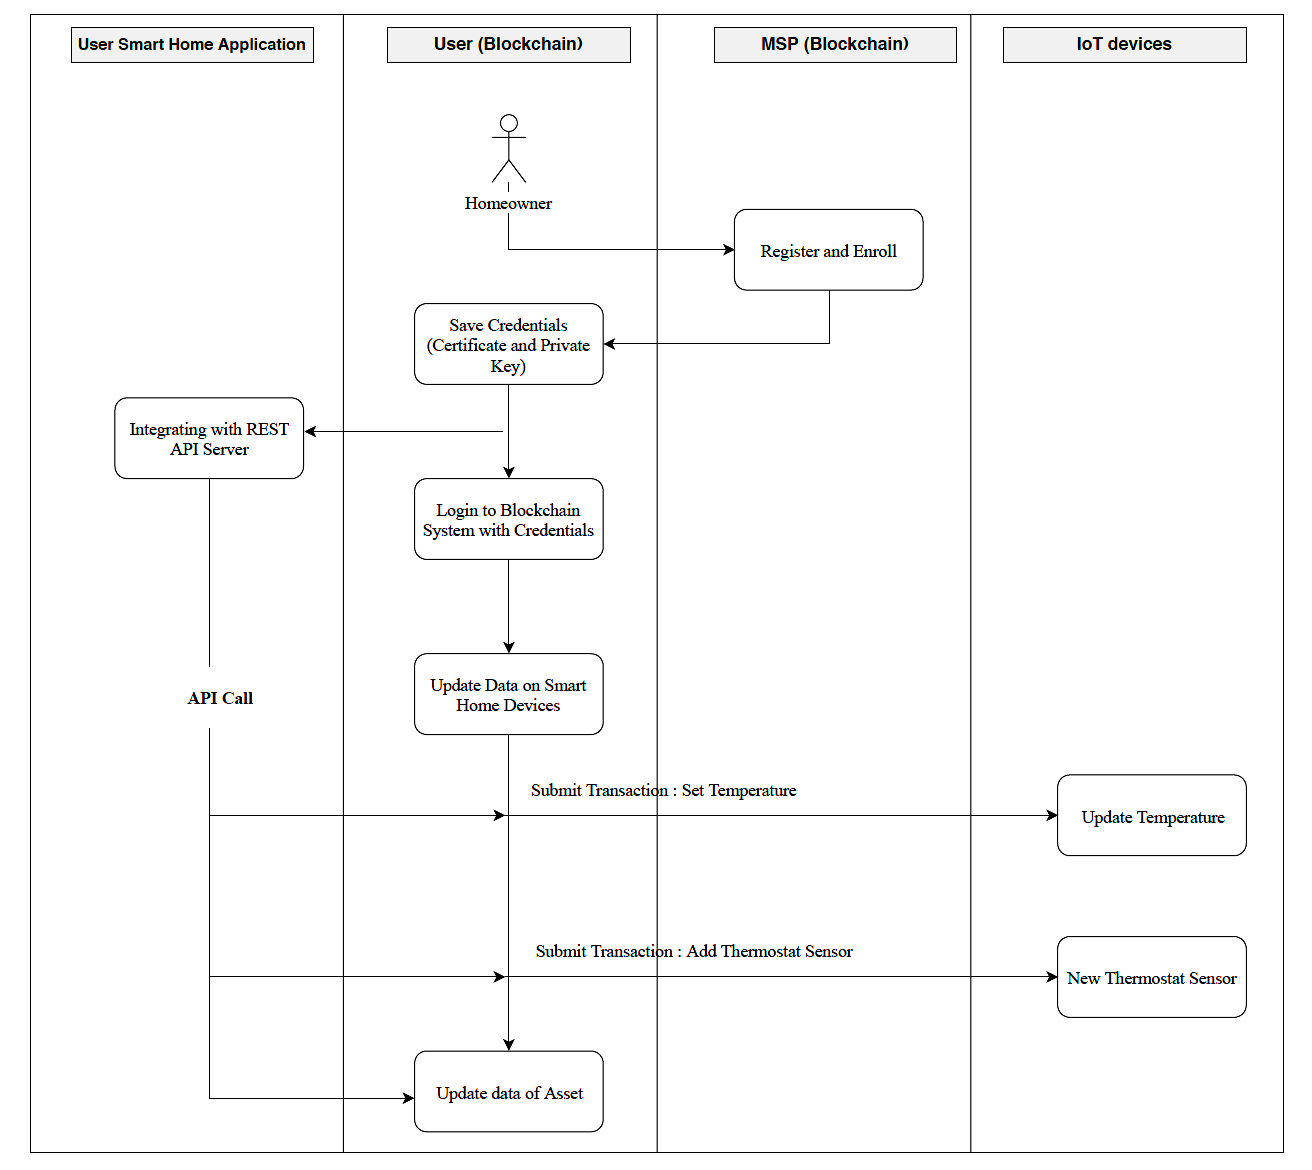 User Smart Home Application
User (Blockchain)
MSP (Blockchain)
IoT devices
Homeowner
Register and Enroll
Save Credentials
(Certificate and Private
Key)
Integrating with REST
API Server
Login to Blockchain
System with Credentials
Update Data on Smart
Home Devices
API Call
Submit Transaction : Set Temperature
Update Temperature
Submit Transaction : Add Thermostat Sensor
New Thermostat Sensor
Update data of Asset